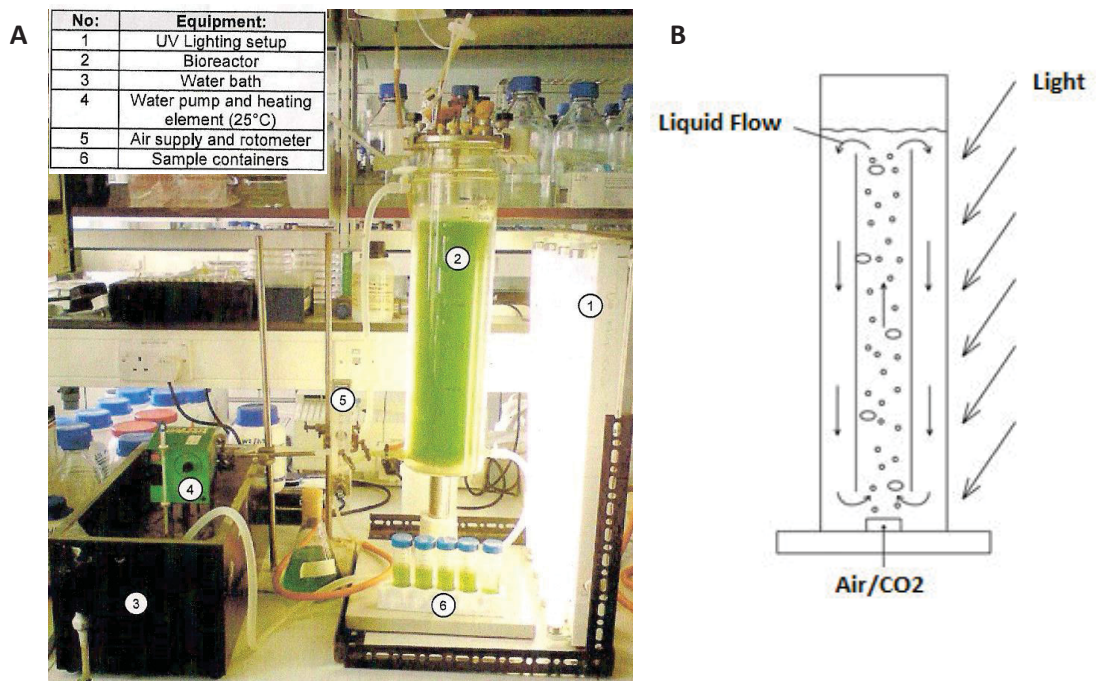 A
No: Equipment:
1 UV Lighting setup
2 Bioreactor
3 Water bath
4 Water pump and heating
element (25°C)
5 Air supply and rotometer
6 Sample containers
2
1
5
4
3
6
B
Light
Liquid Flow
Air/CO2